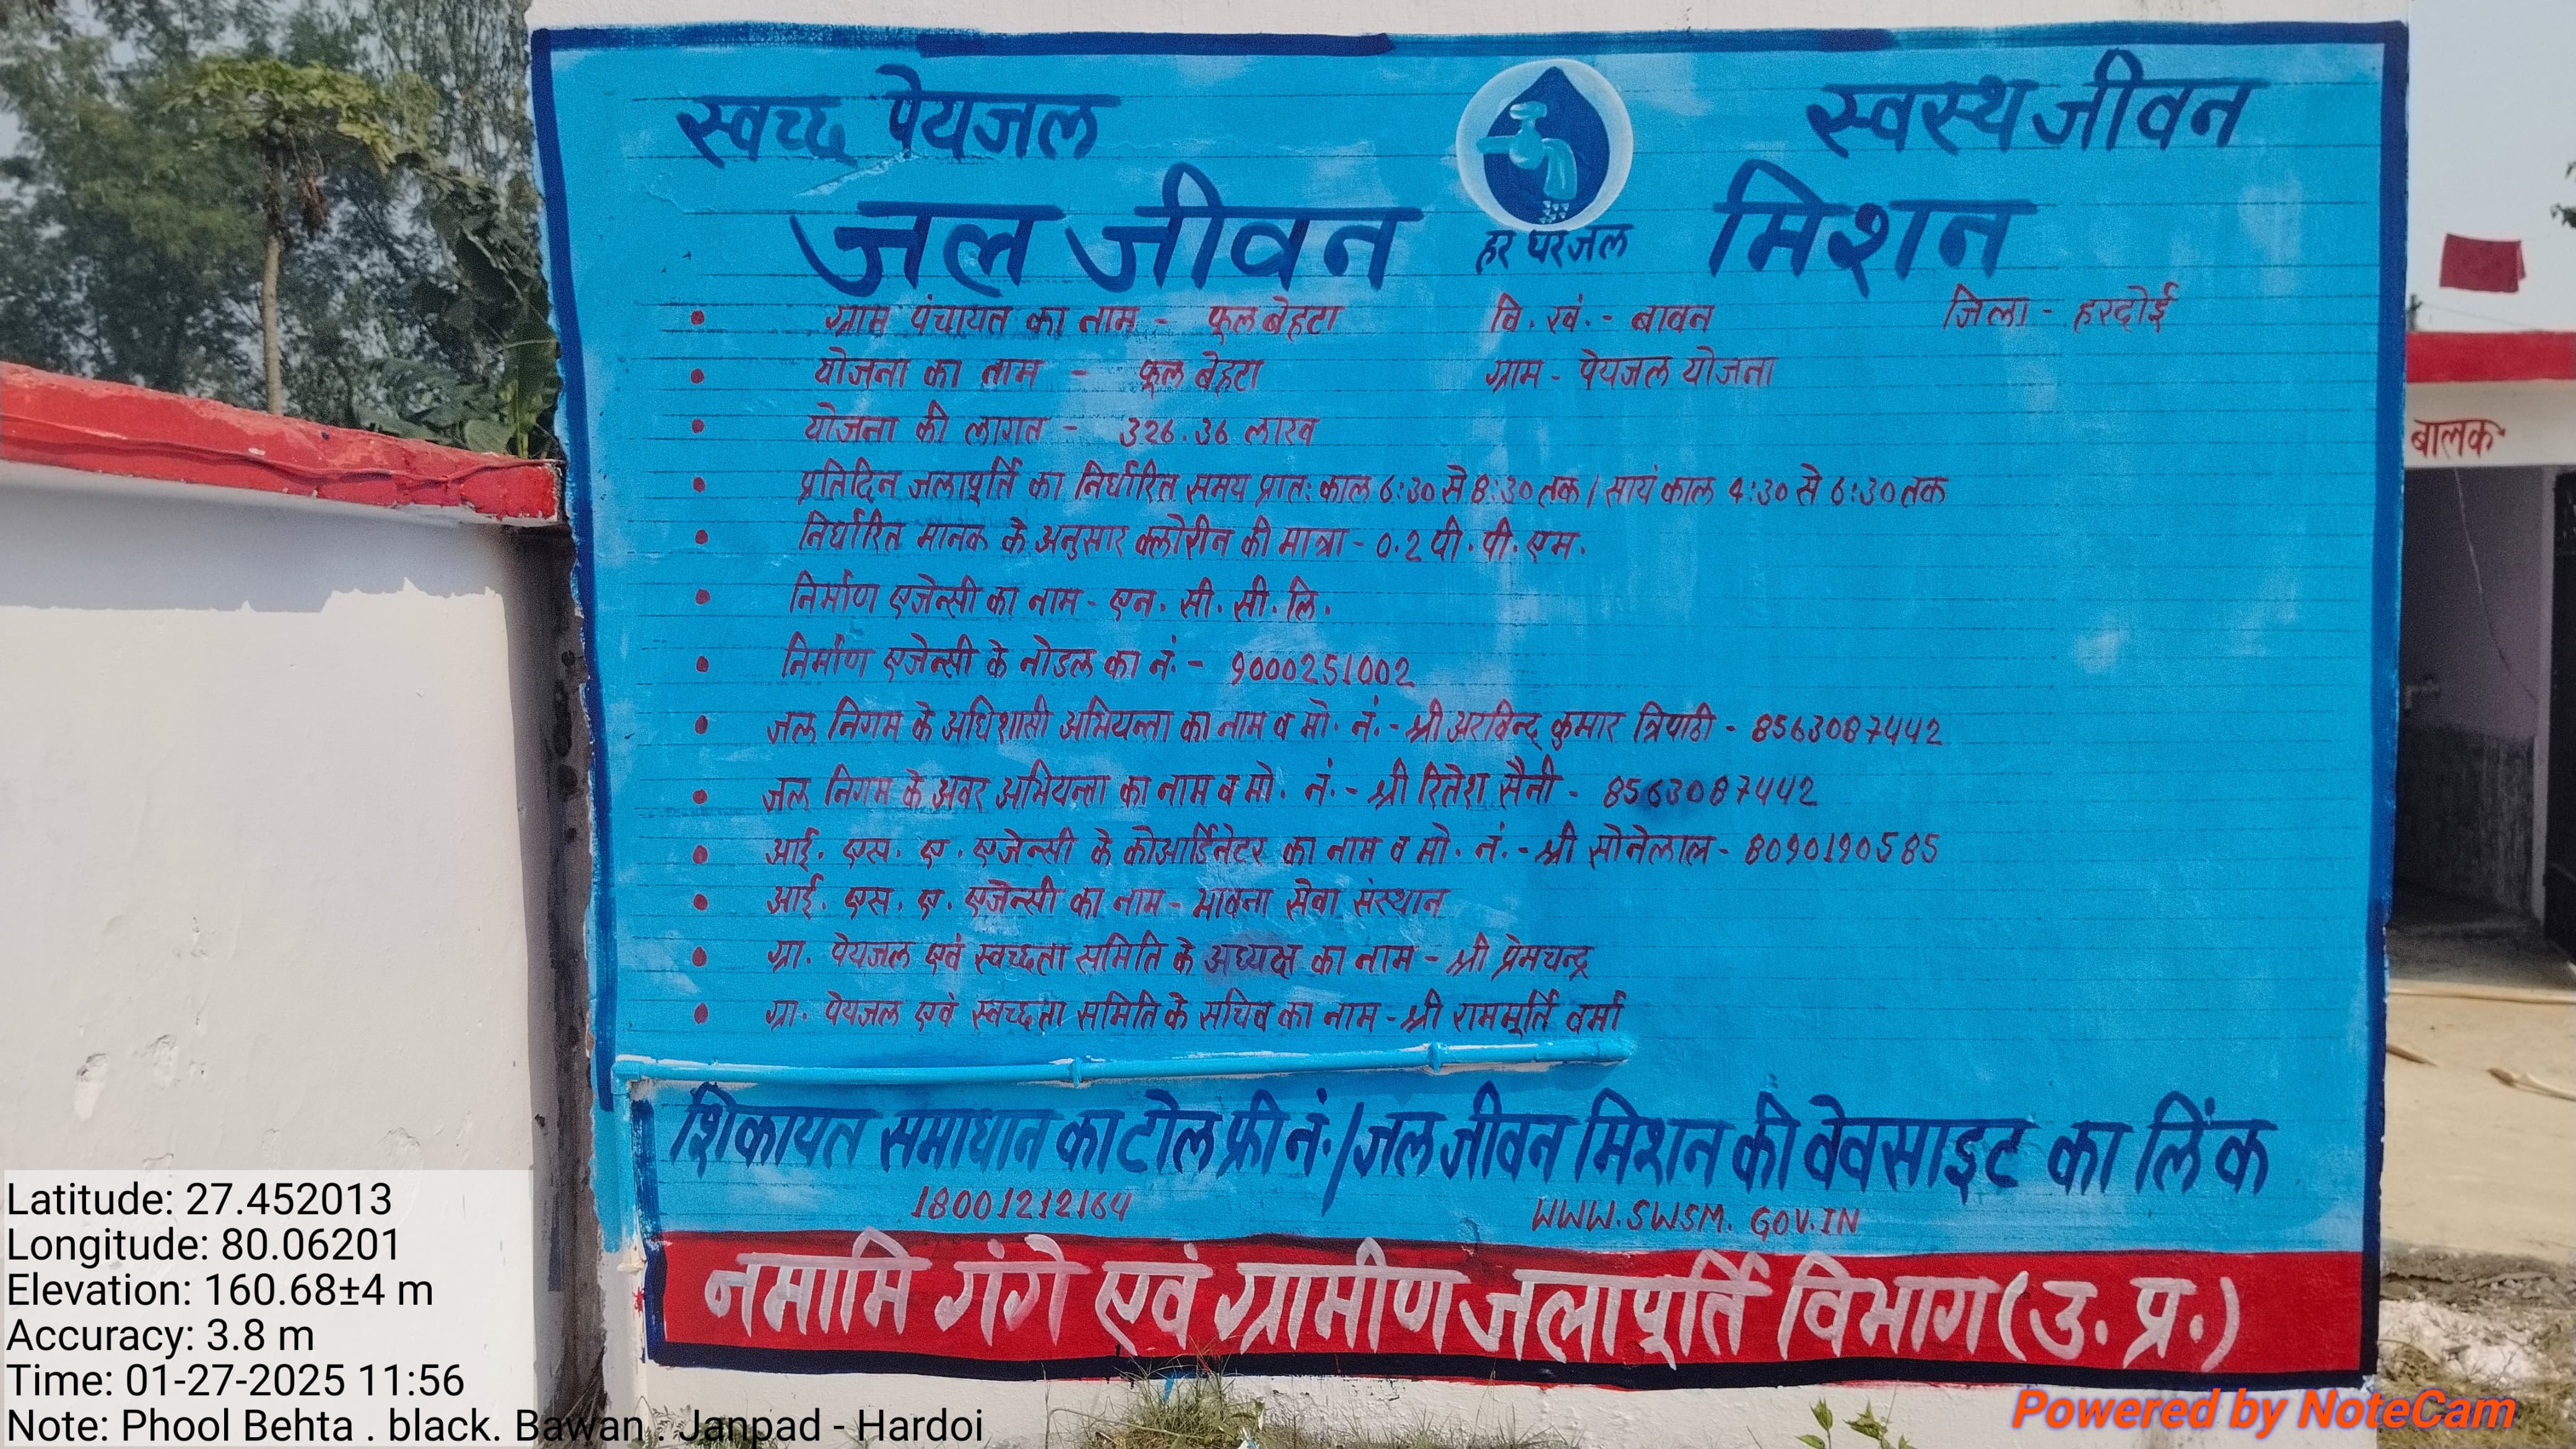 स्वच्छ पेयजल स्वस्थ जीवन
जल जीवन मिशन
हर घर जल
• ग्राम पंचायत का नाम - फूल बेहटा वि. खं. - बावन जिला - हरदोई
• योजना का नाम - फूल बेहटा ग्राम - पेयजल योजना
• योजना की लागत - 326.36 लाख
• प्रतिदिन जलापूर्ति का निर्धारित समय प्रातः काल 6:30 से 8:30 तक / सायं काल 4:30 से 6:30 तक
• निर्धारित मानक के अनुसार क्लोरीन की मात्रा - 0.2 पी. पी. एम.
• निर्माण एजेन्सी का नाम - एन. सी. सी. लि.
• निर्माण एजेन्सी के नोडल का नं. - 9000251002
• जल निगम के अधिशासी अभियन्ता का नाम व मो. नं. - श्री अरविन्द कुमार त्रिपाठी - 8563087442
• जल निगम के अवर अभियन्ता का नाम व मो. नं. - श्री रितेश सैनी - 8563087442
• आई. एस. ए. एजेन्सी के कोआर्डिनेटर का नाम व मो. नं. - श्री सोनेलाल - 8090190585
• आई. एस. ए. एजेन्सी का नाम - भावना सेवा संस्थान
• ग्रा. पेयजल एवं स्वच्छता समिति के अध्यक्ष का नाम - श्री प्रेमचन्द्र
• ग्रा. पेयजल एवं स्वच्छता समिति के सचिव का नाम - श्री राममूर्ति वर्मा
शिकायत समाधान का टोल फ्री नं. / जल जीवन मिशन की वेवसाइट का लिंक
18001212164 WWW.SWSM.GOV.IN
नमामि गंगे एवं ग्रामीण जलापूर्ति विभाग (उ. प्र.)
बालक
Latitude: 27.452013
Longitude: 80.06201
Elevation: 160.68±4 m
Accuracy: 3.8 m
Time: 01-27-2025 11:56
Note: Phool Behta . black. Bawan . Janpad - Hardoi
Powered by NoteCam